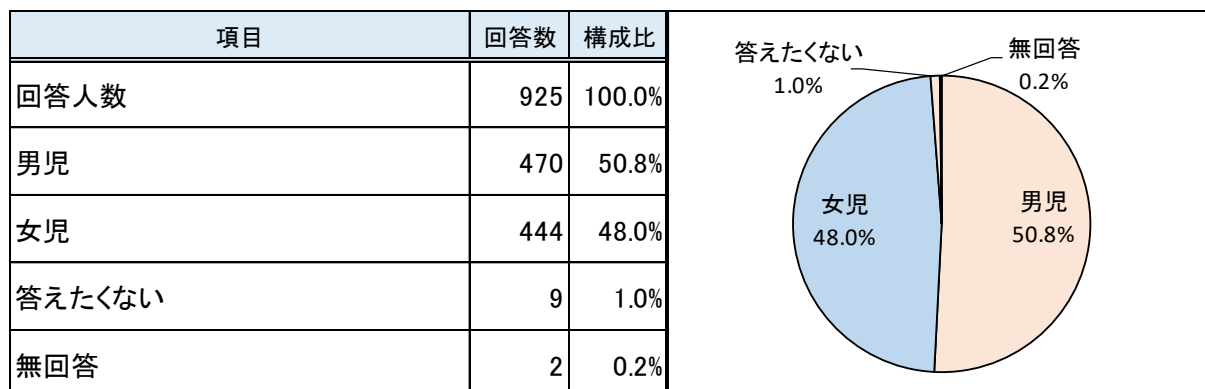 項目 回答数 構成比
回答人数 925 100.0%
男児 470 50.8%
女児 444 48.0%
答えたくない 9 1.0%
無回答 2 0.2%
答えたくない
1.0%
無回答
0.2%
女児
48.0%
男児
50.8%